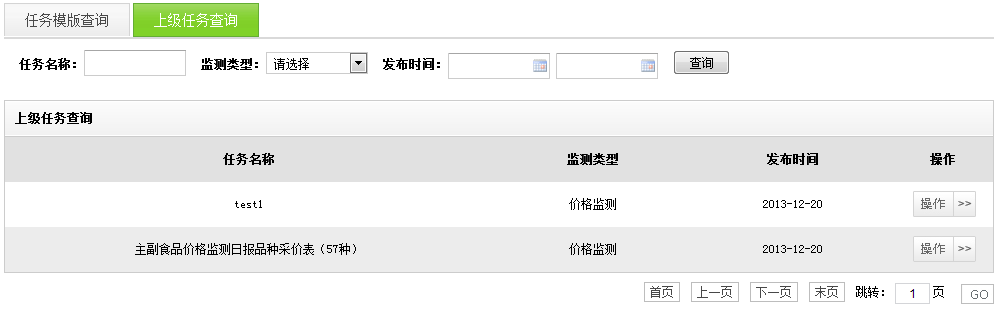 任务模版查询 上级任务查询
任务名称： 监测类型： 请选择 发布时间： 查询
上级任务查询
任务名称 监测类型 发布时间 操作
test1 价格监测 2013-12-20 操作 >>
主副食品价格监测日报品种采价表（57种） 价格监测 2013-12-20 操作 >>
首页 上一页 下一页 末页 跳转： 1 页 GO